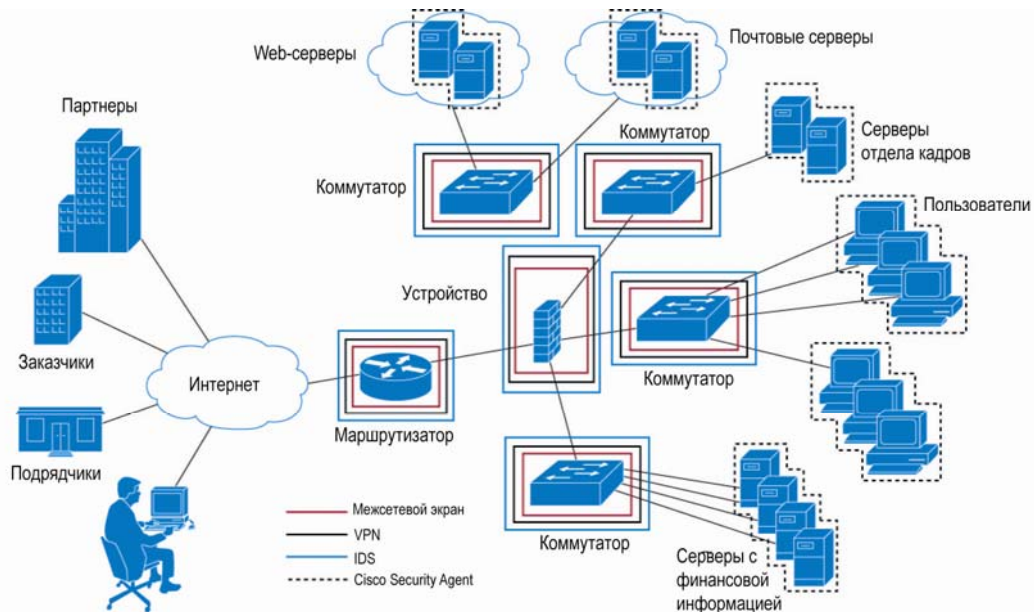 Web-серверы
Почтовые серверы
Партнеры
Коммутатор
Серверы
отдела кадров
Коммутатор
Пользователи
Устройство
Заказчики
Интернет
Коммутатор
Маршрутизатор
Подрядчики
Межсетевой экран
VPN
IDS
Cisco Security Agent
Коммутатор
Серверы с
финансовой
информацией